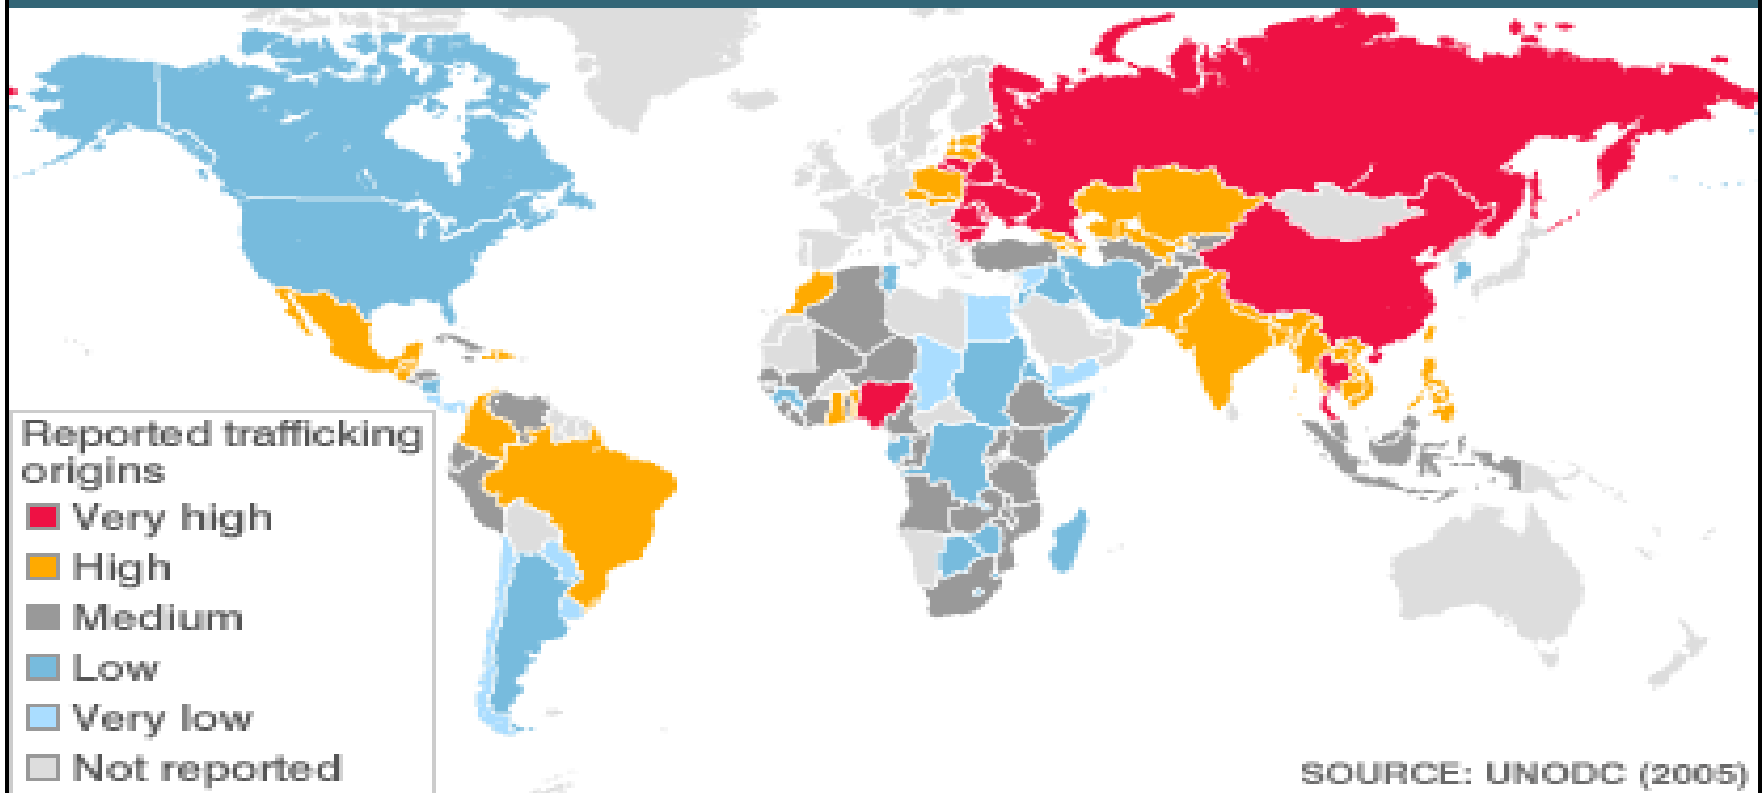 Reported trafficking
origins
Very high
High
Medium
Low
Very low
Not reported
SOURCE: UNODC (2005)